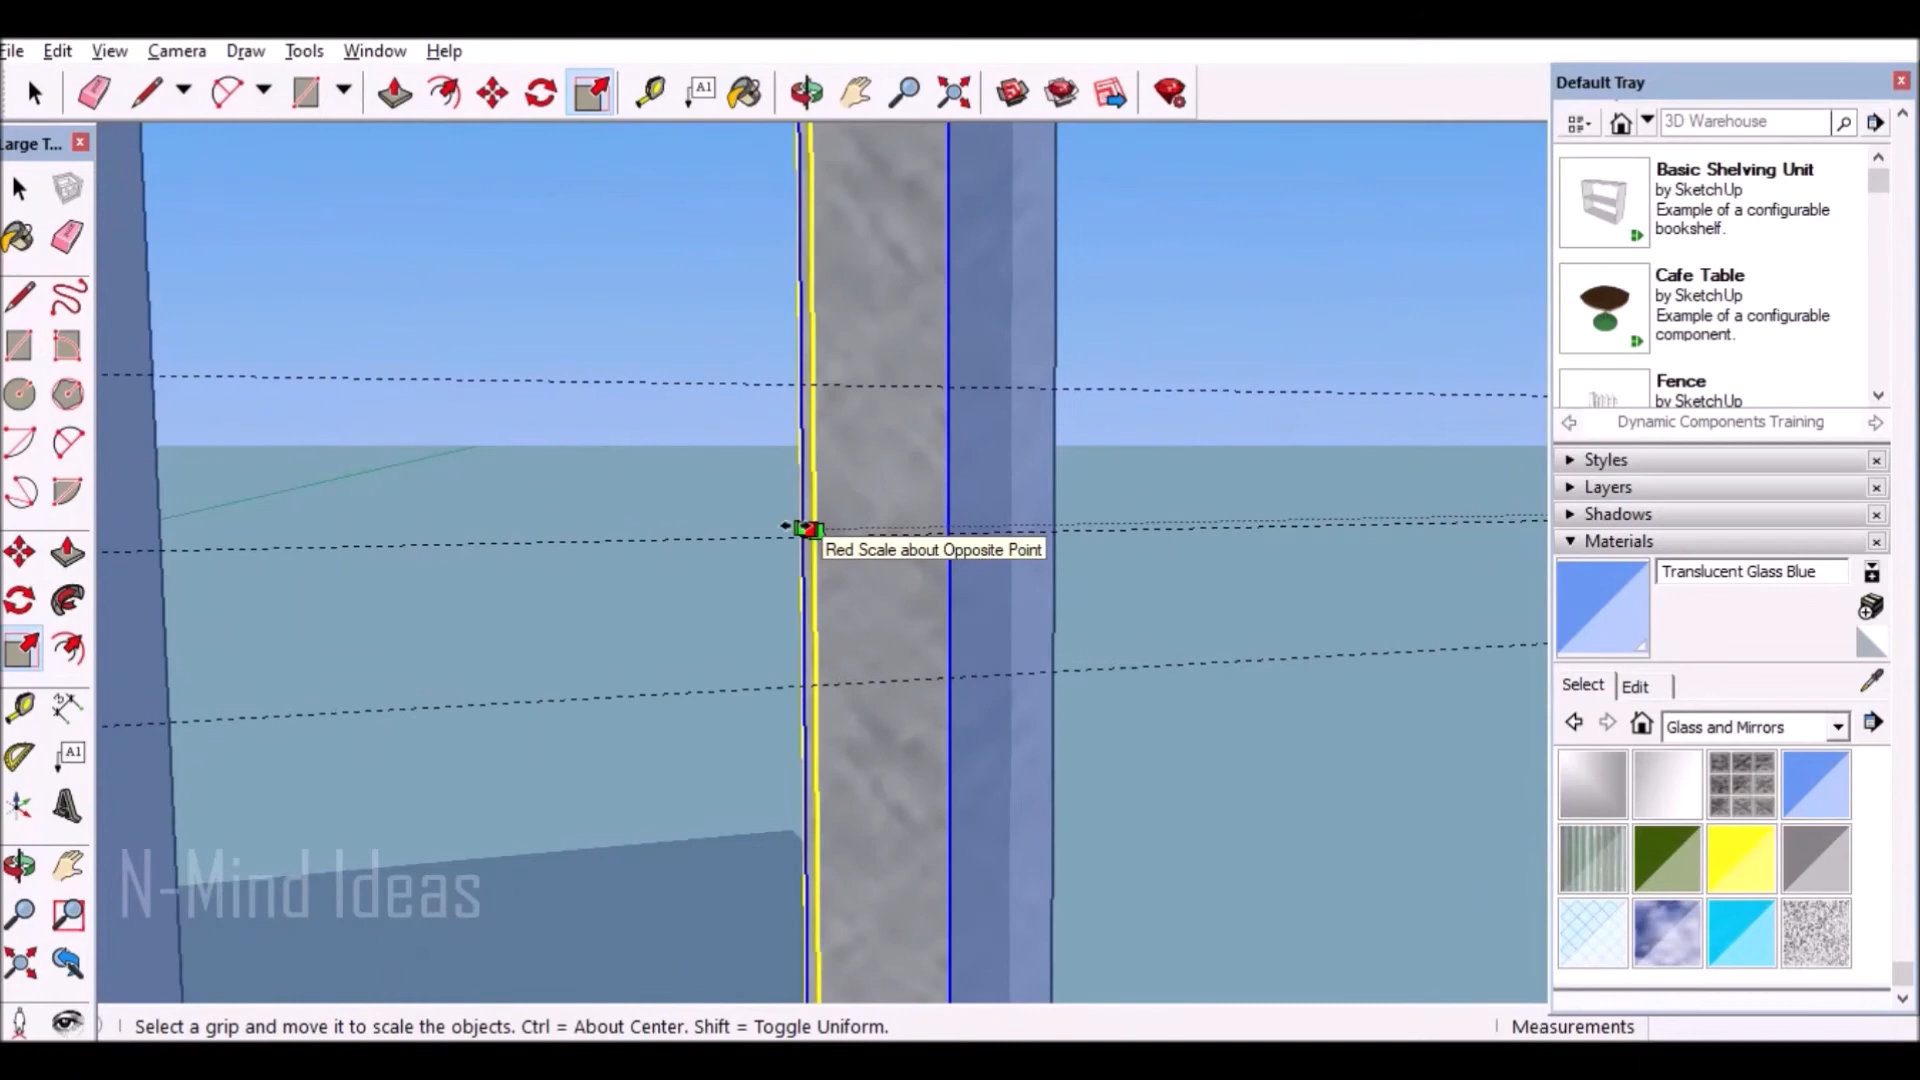 File Edit View Camera Draw Tools Window Help
A1
Default Tray
Large T...
3D Warehouse
Basic Shelving Unit
by SketchUp
Example of a configurable
bookshelf.
Cafe Table
by SketchUp
Example of a configurable
component.
Fence
by SketchUp
Dynamic Components Training
Styles
Layers
Shadows
Materials
Red Scale about Opposite Point
Translucent Glass Blue
Select Edit
Glass and Mirrors
A1
N-Mind Ideas
Select a grip and move it to scale the objects. Ctrl = About Center. Shift = Toggle Uniform.
Measurements